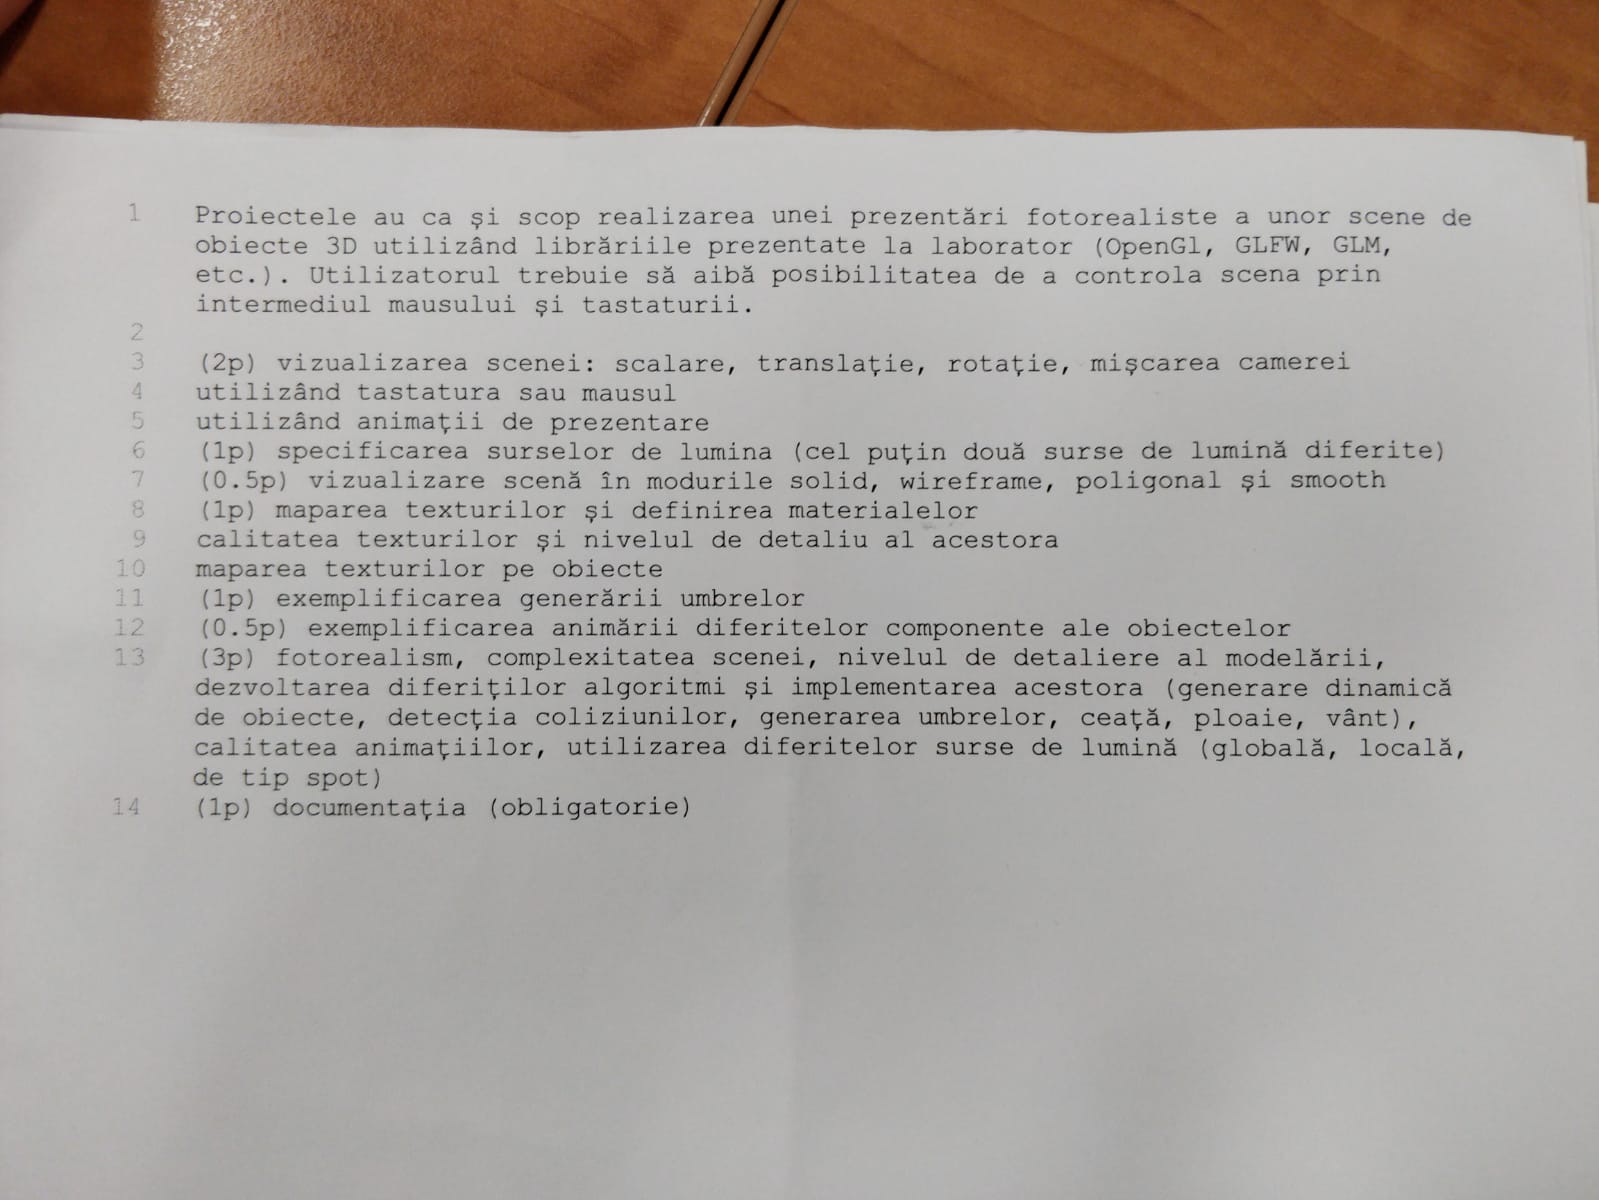 1 Proiectele au ca și scop realizarea unei prezentări fotorealiste a unor scene de
obiecte 3D utilizând librăriile prezentate la laborator (OpenGl, GLFW, GLM,
etc.). Utilizatorul trebuie să aibă posibilitatea de a controla scena prin
intermediul mausului și tastaturii.
2
3 (2p) vizualizarea scenei: scalare, translație, rotație, mișcarea camerei
4 utilizând tastatura sau mausul
5 utilizând animații de prezentare
6 (1p) specificarea surselor de lumina (cel puțin două surse de lumină diferite)
7 (0.5p) vizualizare scenă în modurile solid, wireframe, poligonal și smooth
8 (1p) maparea texturilor și definirea materialelor
9 calitatea texturilor și nivelul de detaliu al acestora
10 maparea texturilor pe obiecte
11 (1p) exemplificarea generării umbrelor
12 (0.5p) exemplificarea animării diferitelor componente ale obiectelor
13 (3p) fotorealism, complexitatea scenei, nivelul de detaliere al modelării,
dezvoltarea diferiților algoritmi și implementarea acestora (generare dinamică
de obiecte, detecția coliziunilor, generarea umbrelor, ceață, ploaie, vânt),
calitatea animațiilor, utilizarea diferitelor surse de lumină (globală, locală,
de tip spot)
14 (1p) documentația (obligatorie)